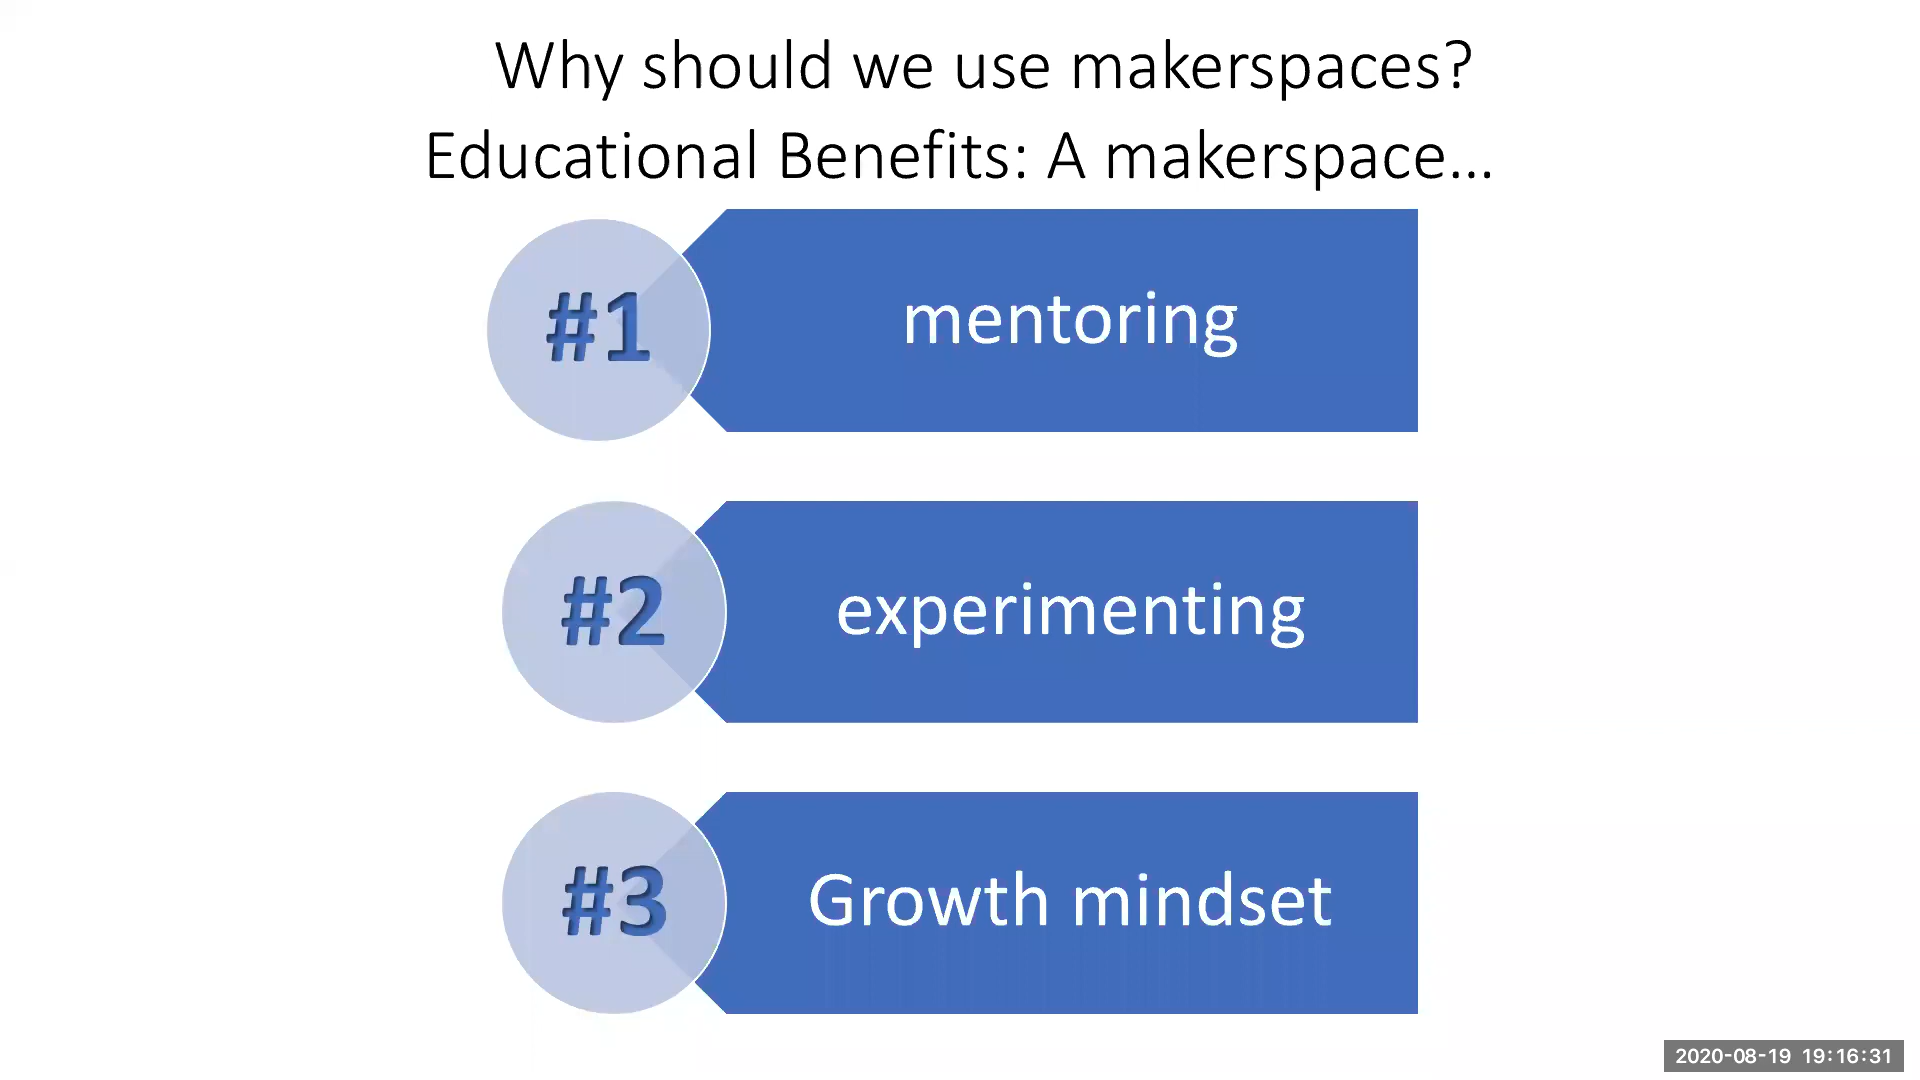 Why should we use makerspaces?
Educational Benefits: A makerspace...
#1
mentoring
#2
experimenting
#3
Growth mindset
2020-08-19 19:16:31